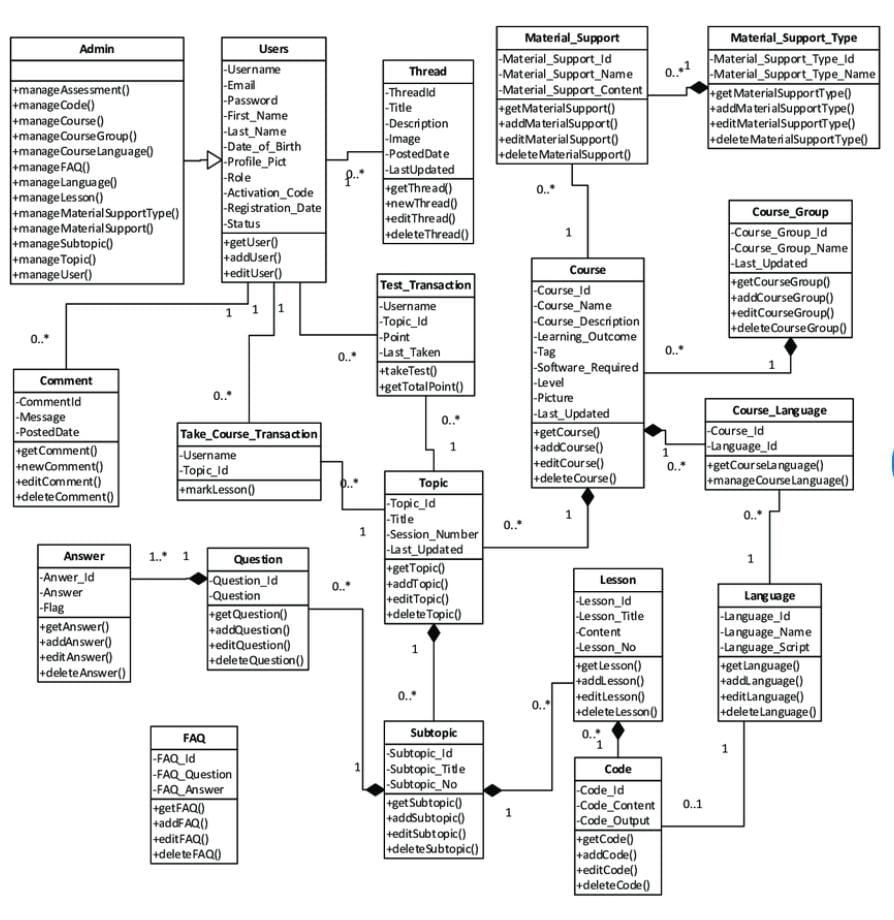 Admin
+manageAssessment()
+manageCode()
+manageCourse()
+manageCourseGroup()
+manageCourseLanguage()
+manageFAQ()
+manageLanguage()
+manageLesson()
+manageMaterialSupportType()
+manageMaterialSupport()
+manageSubtopic()
+manageTopic()
+manageUser()
Users
-Username
-Email
-Password
-First_Name
-Last_Name
-Date_of_Birth
-Profile_Pict
-Role
-Activation_Code
-Registration_Date
-Status
+getUser()
+addUser()
+editUser()
Thread
-ThreadId
-Title
-Description
-Image
-PostedDate
-LastUpdated
+getThread()
+newThread()
+editThread()
+deleteThread()
0..*
1
Material_Support
-Material_Support_Id
-Material_Support_Name
-Material_Support_Content
+getMaterialSupport()
+addMaterialSupport()
+editMaterialSupport()
+deleteMaterialSupport()
0..*
1
Material_Support_Type
-Material_Support_Type_Id
-Material_Support_Type_Name
+getMaterialSupportType()
+addMaterialSupportType()
+editMaterialSupportType()
+deleteMaterialSupportType()
0..*
1
Course_Group
-Course_Group_Id
-Course_Group_Name
-Last_Updated
+getCourseGroup()
+addCourseGroup()
+editCourseGroup()
+deleteCourseGroup()
0..*
1
Course
-Course_Id
-Course_Name
-Course_Description
-Learning_Outcome
-Tag
-Software_Required
-Level
-Picture
-Last_Updated
+getCourse()
+addCourse()
+editCourse()
+deleteCourse()
Test_Transaction
-Username
-Topic_Id
-Point
-Last_Taken
+takeTest()
+getTotalPoint()
1
1
1
0..*
0..*
0..*
0..*
1
Comment
-CommentId
-Message
-PostedDate
+getComment()
+newComment()
+editComment()
+deleteComment()
Take_Course_Transaction
-Username
-Topic_Id
+markLesson()
0..*
1
Course_Language
-Course_Id
-Language_Id
+getCourseLanguage()
+manageCourseLanguage()
1
0..*
0..*
1
Topic
-Topic_Id
-Title
-Session_Number
-Last_Updated
+getTopic()
+addTopic()
+editTopic()
+deleteTopic()
0..*
1
1
0..*
Answer
-Anwer_Id
-Answer
-Flag
+getAnswer()
+addAnswer()
+editAnswer()
+deleteAnswer()
1..*
1
Question
-Question_Id
-Question
+getQuestion()
+addQuestion()
+editQuestion()
+deleteQuestion()
0..*
1
Lesson
-Lesson_Id
-Lesson_Title
-Content
-Lesson_No
+getLesson()
+addLesson()
+editLesson()
+deleteLesson()
0..*
1
0..*
1
Language
-Language_Id
-Language_Name
-Language_Script
+getLanguage()
+addLanguage()
+editLanguage()
+deleteLanguage()
1
0..1
FAQ
-FAQ_Id
-FAQ_Question
-FAQ_Answer
+getFAQ()
+addFAQ()
+editFAQ()
+deleteFAQ()
Subtopic
-Subtopic_Id
-Subtopic_Title
-Subtopic_No
+getSubtopic()
+addSubtopic()
+editSubtopic()
+deleteSubtopic()
Code
-Code_Id
-Code_Content
-Code_Output
+getCode()
+addCode()
+editCode()
+deleteCode()